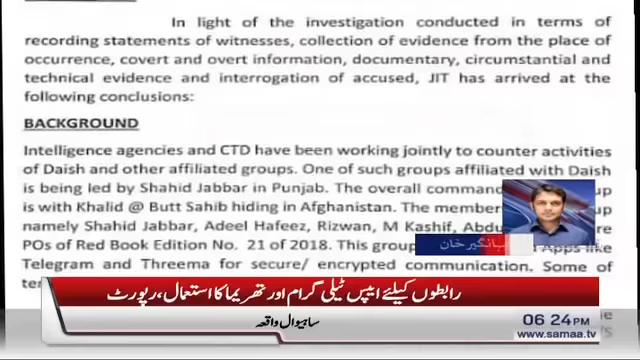 In light of the investigation conducted in terms of
recording statements of witnesses, collection of evidence from the place of
occurrence, covert and overt information, documentary, circumstantial and
technical evidence and interrogation of accused, JIT has arrived at the
following conclusions:
BACKGROUND
Intelligence agencies and CTD have been working jointly to counter activities
of Daish and other affiliated groups. One of such groups affiliated with Daish
is being led by Shahid Jabbar in Punjab. The overall
is with Khalid @ Butt Sahib hiding in Afghanistan. The
namely Shahid Jabbar, Adeel Hafeez, Rizwan, M Kashif,
POs of Red Book Edition No. 21 of 2018. This Apps like
Telegram and Threema for secure/ encrypted communication. Some of
رابطوں کیلئے ایپس ٹیلی گرام اور تھریما کا استعمال، رپورٹ
ساہیوال واقعہ
06:24PM
www.samaa.tv